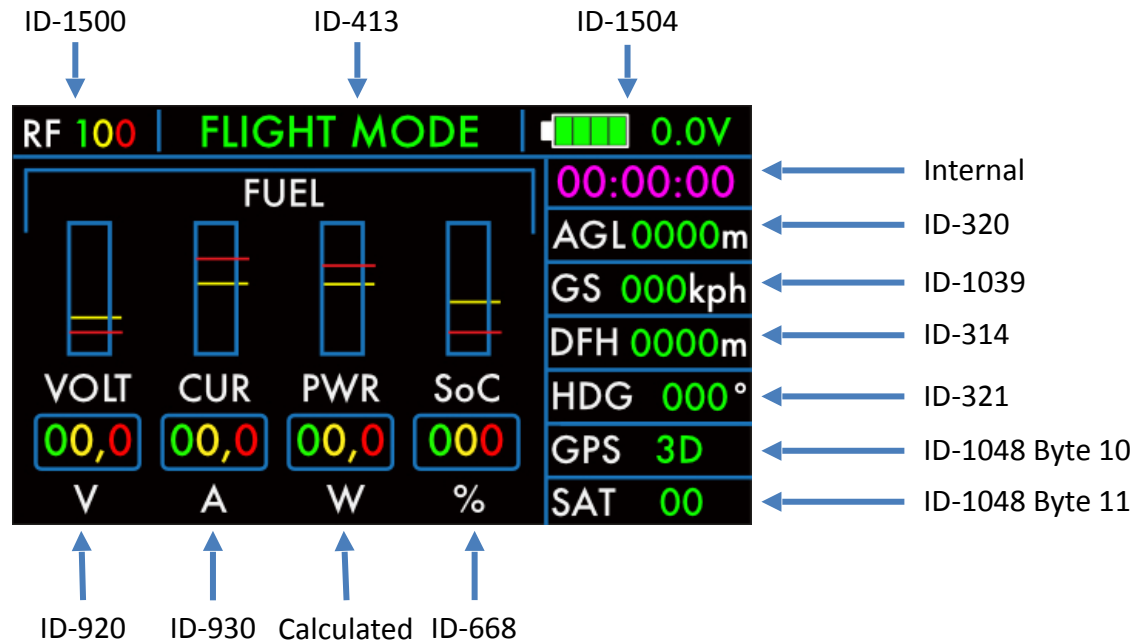 ID-1500 ID-413 ID-1504
RF 100 FLIGHT MODE 0.0V
00:00:00 Internal
FUEL
AGL 0000m ID-320
GS 000kph ID-1039
DFH 0000m ID-314
VOLT CUR PWR SoC
HDG 000° ID-321
00,0 00,0 00,0 000
GPS 3D ID-1048 Byte 10
V A W %
SAT 00 ID-1048 Byte 11
ID-920 ID-930 Calculated ID-668